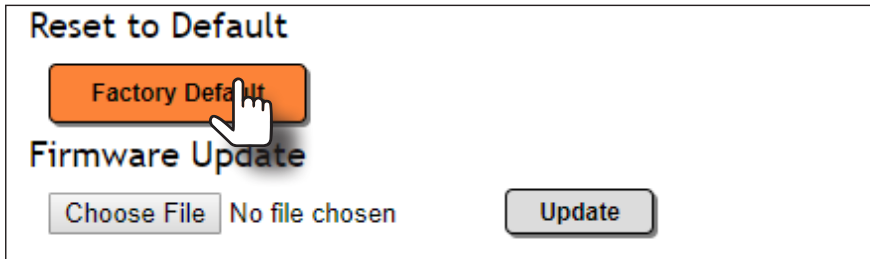 Reset to Default
Factory Default
Firmware Update
Choose File No file chosen Update